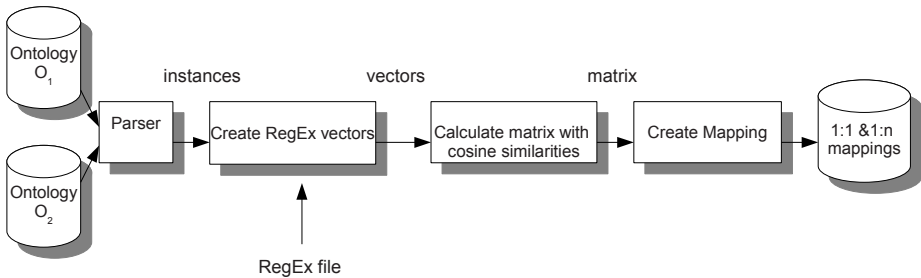 Ontology
O1
instances
vectors
matrix
Parser
Create RegEx vectors
Calculate matrix with
cosine similarities
Create Mapping
1:1 &1:n
mappings
Ontology
O2
RegEx file